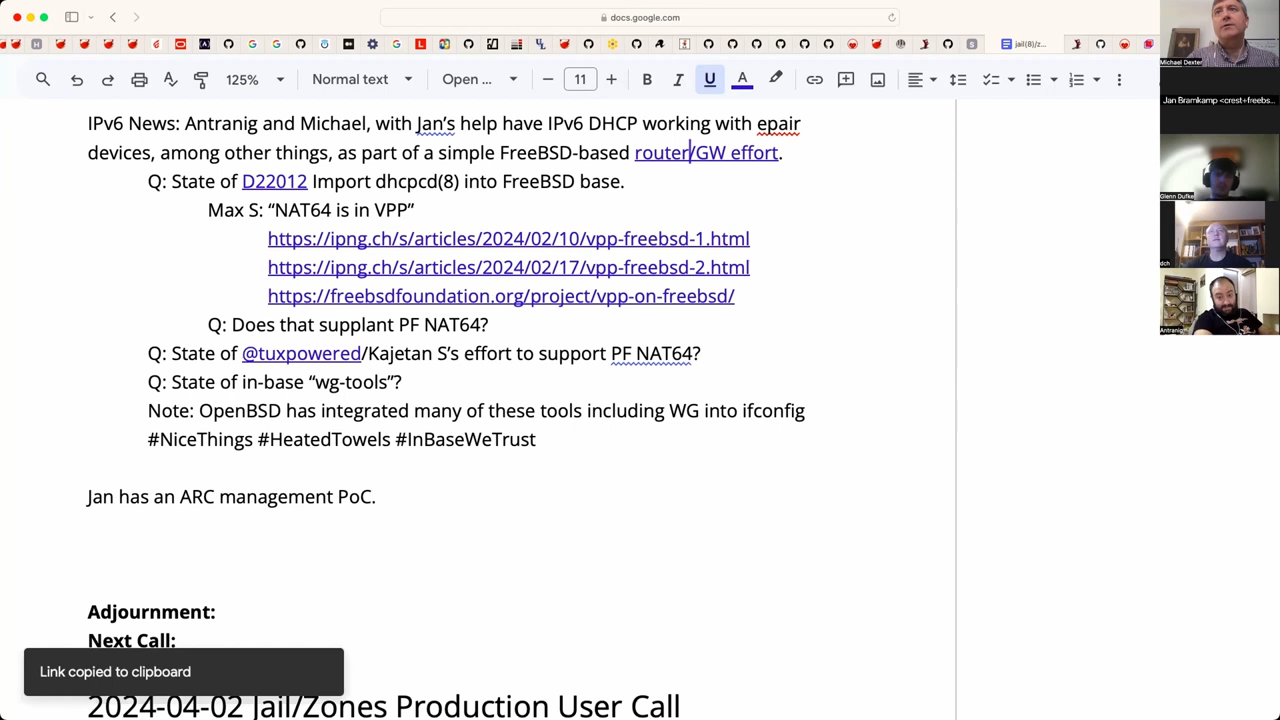 docs.google.com
jail(8)/z...
125%
Normal text
Open ...
11
B
I
U
A
IPv6 News: Antranig and Michael, with Jan's help have IPv6 DHCP working with epair
devices, among other things, as part of a simple FreeBSD-based router/GW effort.
Q: State of D22012 Import dhcpcd(8) into FreeBSD base.
Max S: “NAT64 is in VPP”
https://ipng.ch/s/articles/2024/02/10/vpp-freebsd-1.html
https://ipng.ch/s/articles/2024/02/17/vpp-freebsd-2.html
https://freebsdfoundation.org/project/vpp-on-freebsd/
Q: Does that supplant PF NAT64?
Q: State of @tuxpowered/Kajetan S’s effort to support PF NAT64?
Q: State of in-base “wg-tools”?
Note: OpenBSD has integrated many of these tools including WG into ifconfig
#NiceThings #HeatedTowels #InBaseWeTrust
Jan has an ARC management PoC.
Adjournment:
Next Call:
Link copied to clipboard
2024-04-02 Jail/Zones Production User Call
Michael Dexter
Jan Bramkamp <crest+freebs...
Glenn Dufke
dch
Antranig